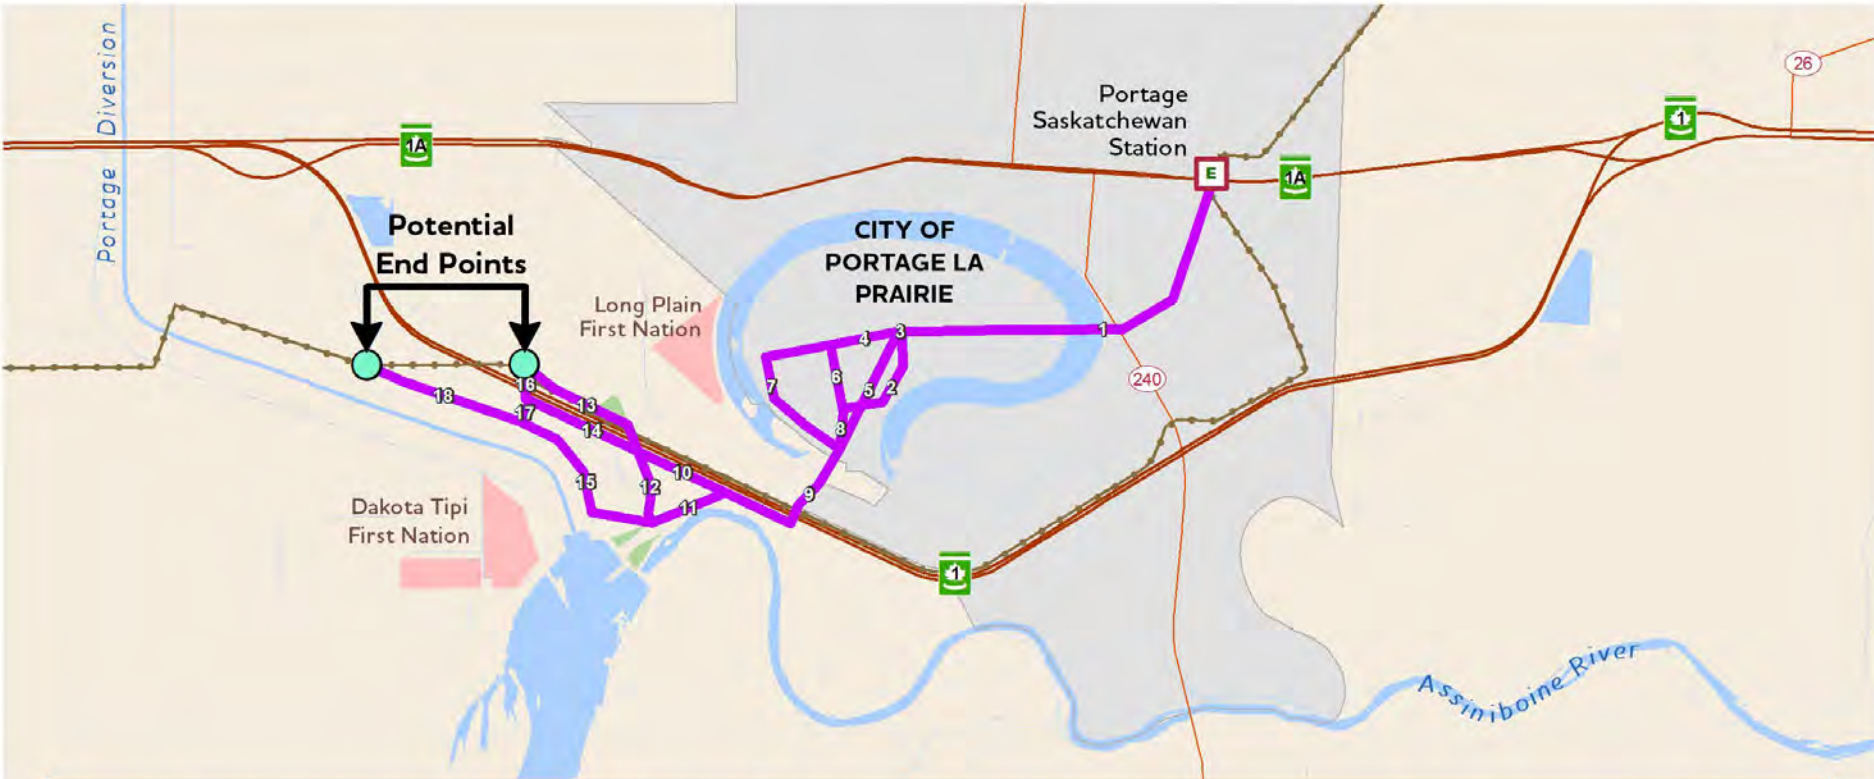 Portage Diversion
1A
Potential
End Points
Long Plain
First Nation
CITY OF
PORTAGE LA
PRAIRIE
Portage
Saskatchewan
Station
E
1A
1
26
240
1
2
3
4
5
6
7
8
9
10
11
12
13
14
15
16
17
18
Dakota Tipi
First Nation
1
Assiniboine River